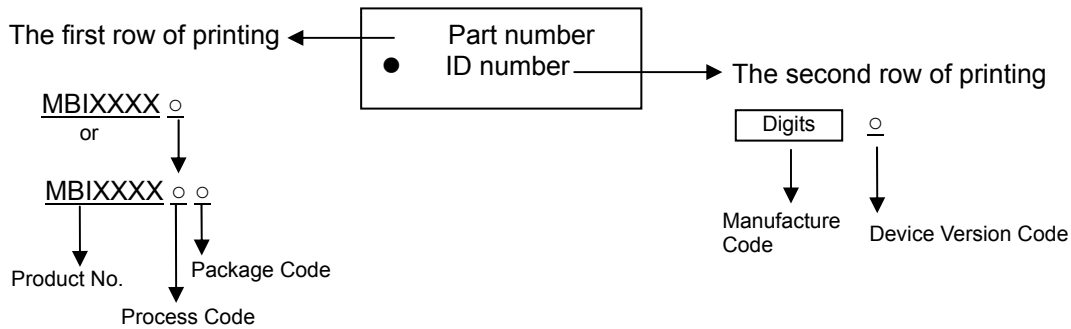 The first row of printing
Part number
ID number
The second row of printing
MBIXXXX ○
or
MBIXXXX ○ ○
Product No.
Package Code
Process Code
Digits ○
Manufacture
Code
Device Version Code